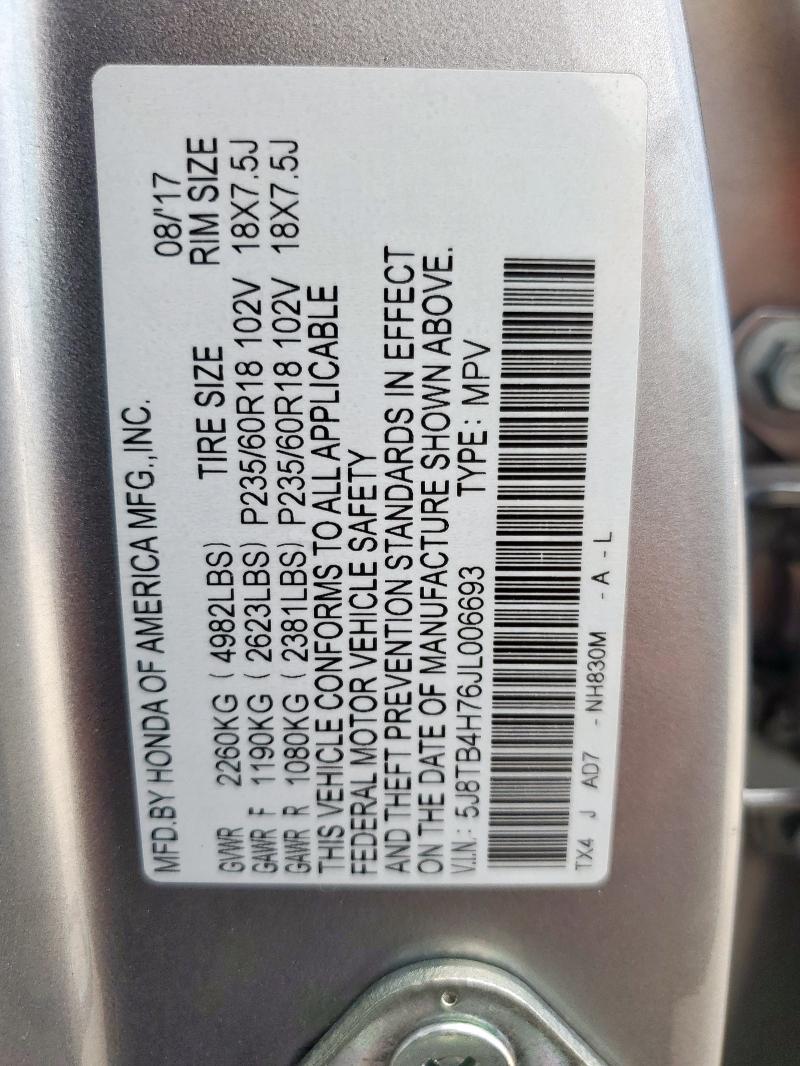 MFD.BY HONDA OF AMERICA MFG.,INC. 08/'17
TIRE SIZE RIM SIZE
GVWR 2260KG ( 4982LBS)
GAWR F 1190KG ( 2623LBS) P235/60R18 102V 18X7.5J
GAWR R 1080KG ( 2381LBS) P235/60R18 102V 18X7.5J
THIS VEHICLE CONFORMS TO ALL APPLICABLE
FEDERAL MOTOR VEHICLE SAFETY
AND THEFT PREVENTION STANDARDS IN EFFECT
ON THE DATE OF MANUFACTURE SHOWN ABOVE.
V.I.N.: 5J8TB4H76JL006693 TYPE: MPV
TX4 J AD7 -NH830M -A -L